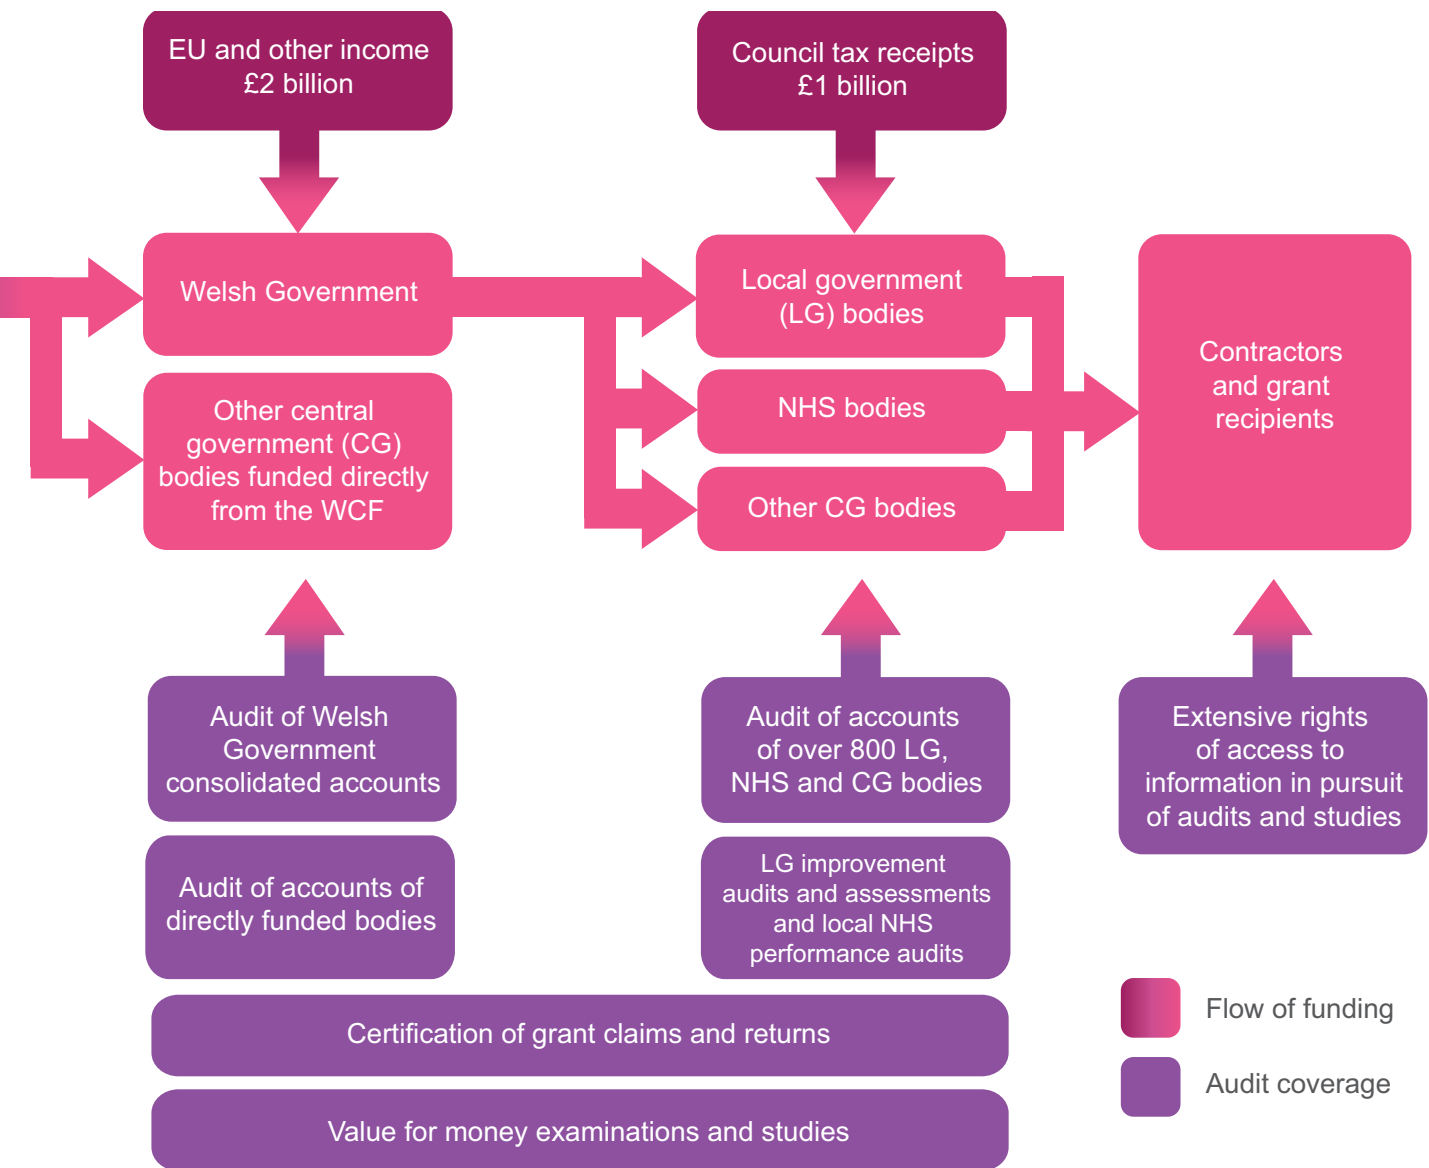 EU and other income
£2 billion
Council tax receipts
£1 billion
Welsh Government
Local government
(LG) bodies
Contractors
and grant
recipients
Other central
government (CG)
bodies funded directly
from the WCF
NHS bodies
Other CG bodies
Audit of Welsh
Government
consolidated accounts
Audit of accounts
of over 800 LG,
NHS and CG bodies
Extensive rights
of access to
information in pursuit
of audits and studies
Audit of accounts of
directly funded bodies
LG improvement
audits and assessments
and local NHS
performance audits
Certification of grant claims and returns
Value for money examinations and studies
Flow of funding
Audit coverage